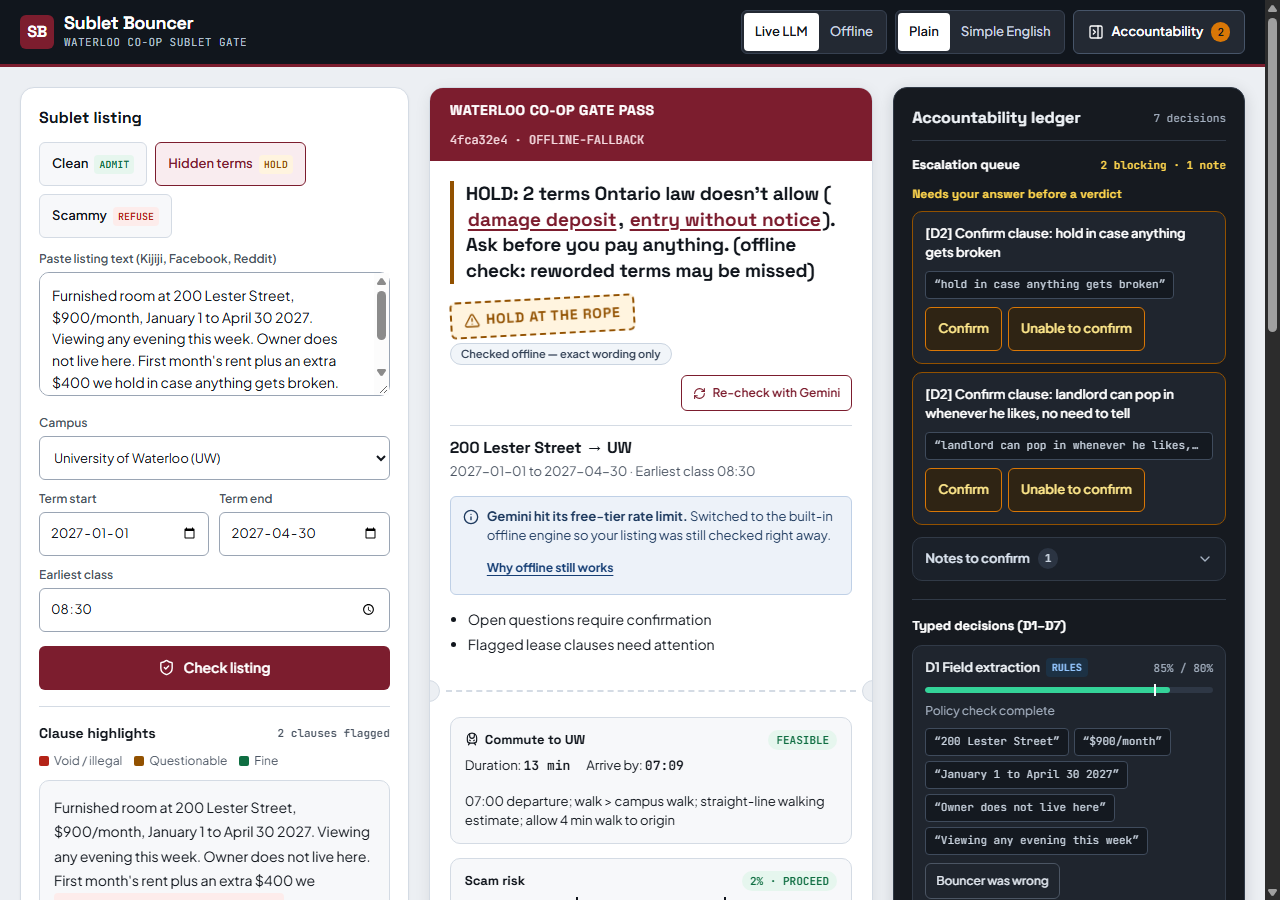 SB
Sublet Bouncer
WATERLOO CO-OP SUBLET GATE
Live LLM
Offline
Plain
Simple English
Accountability
2
Sublet listing
Clean ADMIT
Hidden terms HOLD
Scammy REFUSE
Paste listing text (Kijiji, Facebook, Reddit)
Furnished room at 200 Lester Street,
$900/month, January 1 to April 30 2027.
Viewing any evening this week. Owner does
not live here. First month's rent plus an extra
$400 we hold in case anything gets broken.
Campus
University of Waterloo (UW)
Term start
Term end
2027-01-01
2027-04-30
Earliest class
08:30
Check listing
Clause highlights
2 clauses flagged
Void / illegal
Questionable
Fine
Furnished room at 200 Lester Street,
$900/month, January 1 to April 30 2027. Viewing
any evening this week. Owner does not live here.
First month's rent plus an extra $400 we
WATERLOO CO-OP GATE PASS
4fca32e4 · OFFLINE-FALLBACK
HOLD: 2 terms Ontario law doesn't allow (
damage deposit, entry without notice).
Ask before you pay anything. (offline
check: reworded terms may be missed)
HOLD AT THE ROPE
Checked offline — exact wording only
Re-check with Gemini
200 Lester Street → UW
2027-01-01 to 2027-04-30 · Earliest class 08:30
Gemini hit its free-tier rate limit. Switched to the built-in
offline engine so your listing was still checked right away.
Why offline still works
• Open questions require confirmation
• Flagged lease clauses need attention
Commute to UW
FEASIBLE
Duration: 13 min Arrive by: 07:09
07:00 departure; walk > campus walk; straight-line walking
estimate; allow 4 min walk to origin
Scam risk
2% · PROCEED
Accountability ledger
7 decisions
Escalation queue
2 blocking · 1 note
Needs your answer before a verdict
[D2] Confirm clause: hold in case anything
gets broken
“hold in case anything gets broken”
Confirm
Unable to confirm
[D2] Confirm clause: landlord can pop in
whenever he likes, no need to tell
“landlord can pop in whenever he likes,…
Confirm
Unable to confirm
Notes to confirm 1
Typed decisions (D1–D7)
D1 Field extraction RULES
85% / 80%
Policy check complete
“200 Lester Street”
“$900/month”
“January 1 to April 30 2027”
“Owner does not live here”
“Viewing any evening this week”
Bouncer was wrong